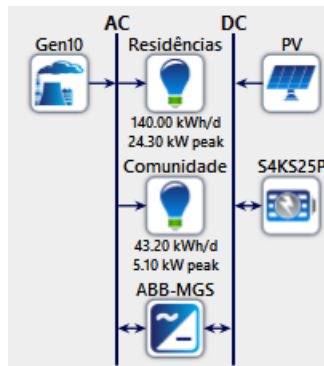 AC DC
Gen10 Residências PV
140.00 kWh/d
24.30 kW peak
Comunidade S4KS25P
43.20 kWh/d
5.10 kW peak
ABB-MGS